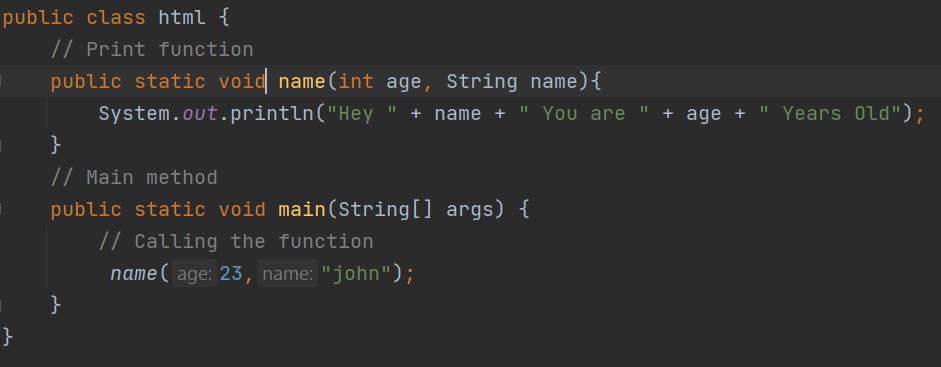 public class html {
    // Print function
    public static void name(int age, String name){
        System.out.println("Hey " + name + " You are " + age + " Years Old");
    }
    // Main method
    public static void main(String[] args) {
        // Calling the function
         name( age: 23, name: "john");
    }
}